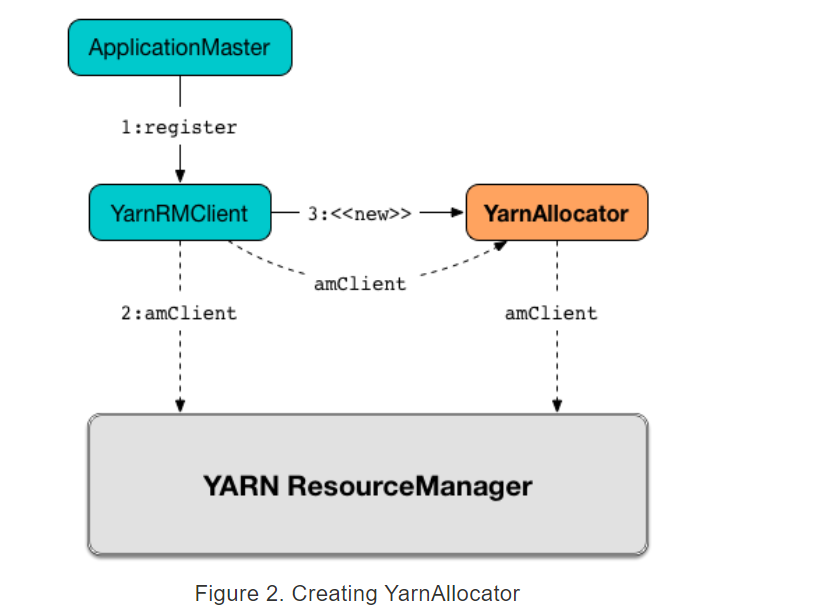 ApplicationMaster
1:register
YarnRMClient
3:<<new>>
YarnAllocator
amClient
2:amClient
amClient
YARN ResourceManager
Figure 2. Creating YarnAllocator